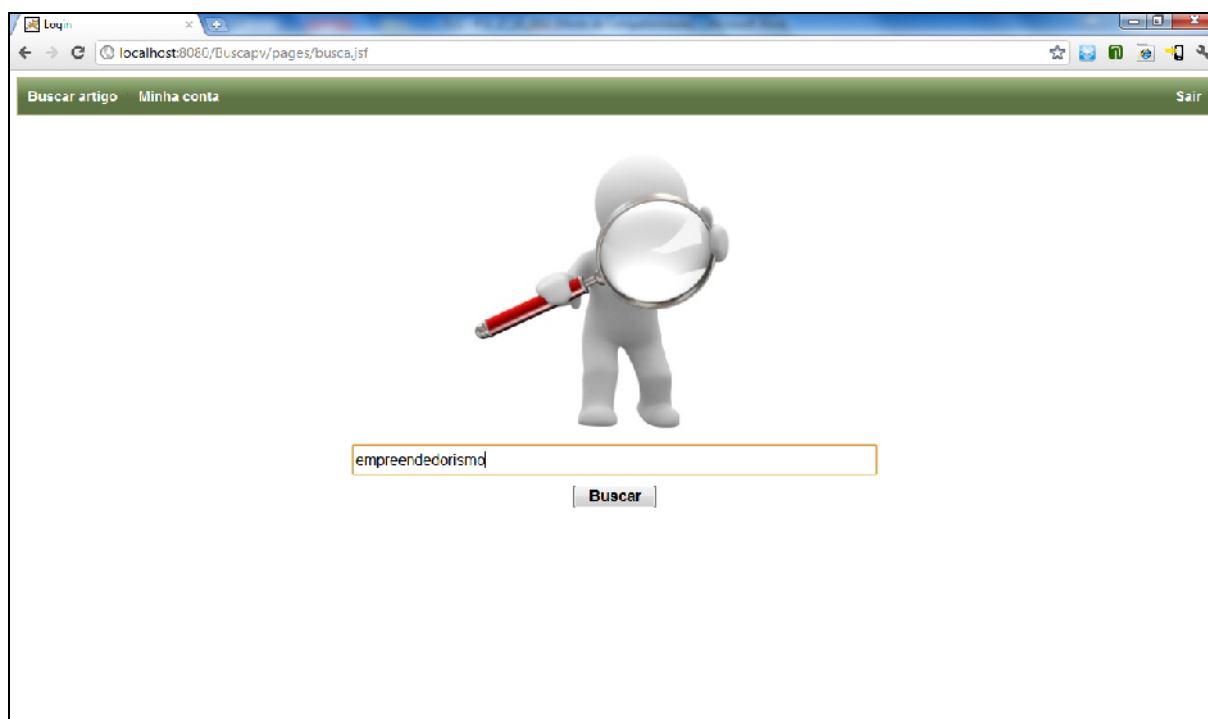 Login
localhost:8080/Buscapv/pages/busca.jsf
Buscar artigo Minha conta Sair
empreendedorismo
Buscar